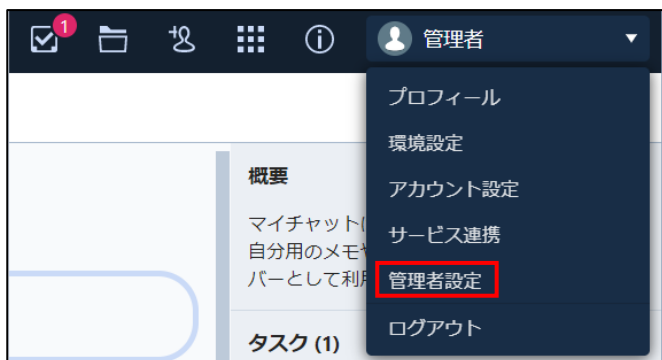 1
管理者
プロフィール
環境設定
アカウント設定
サービス連携
管理者設定
ログアウト
概要
マイチャット
自分用のメモ
バーとして利
タスク (1)